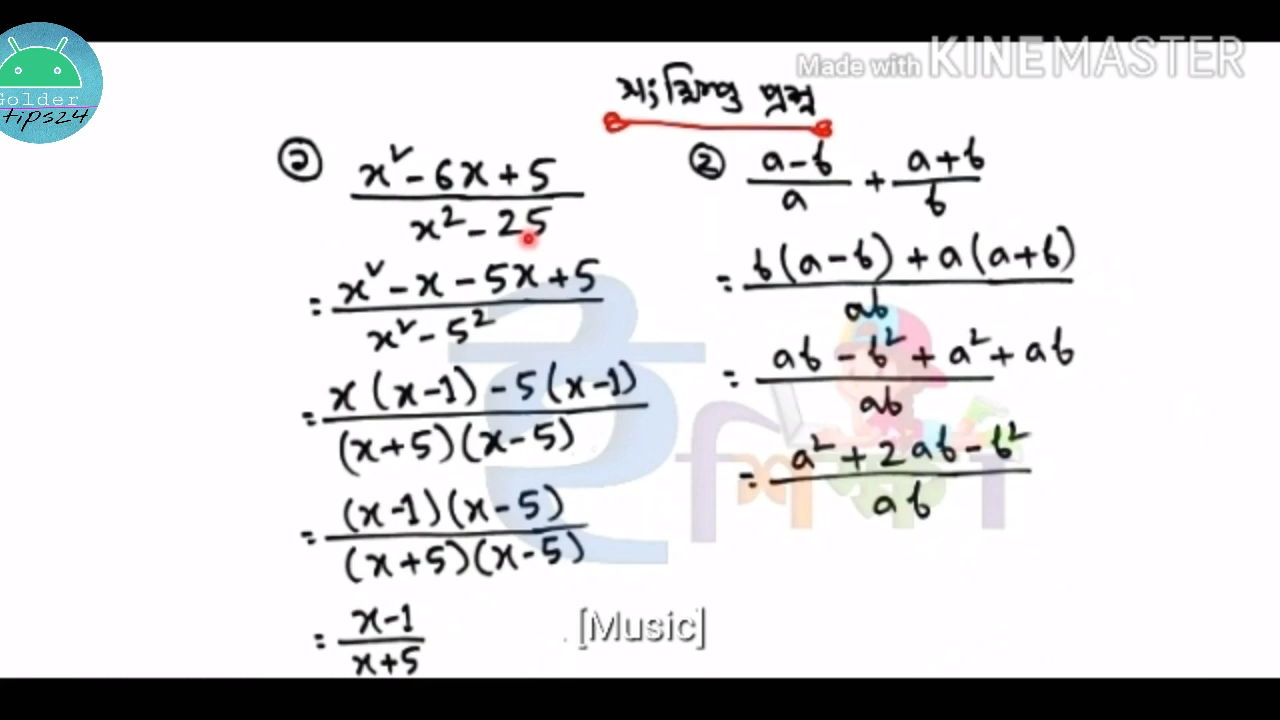 Golder
tips24
Made with KINEMASTER
সংক্ষিপ্ত প্রশ্ন
① x² - 6x + 5
x² - 25
= x² - x - 5x + 5
x² - 5²
= x (x-1) - 5 (x-1)
(x+5) (x-5)
= (x-1) (x-5)
(x+5) (x-5)
= x-1
x+5
② a-b + a+b
a b
= b (a-b) + a (a+b)
ab
= ab - b² + a² + ab
ab
= a² + 2ab - b²
ab
[Music]